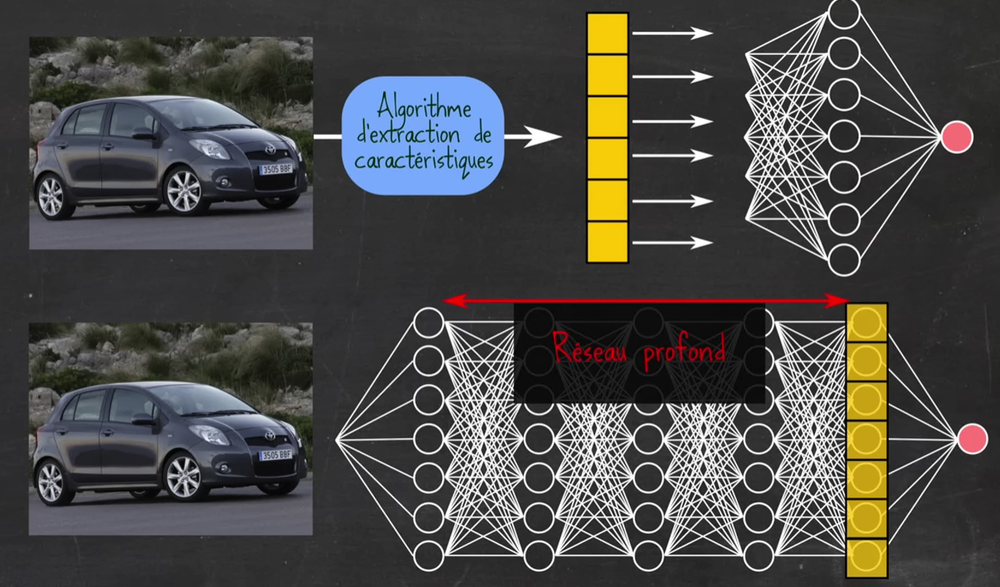 Algorithme
d'extraction de
caractéristiques
3505 BBF
Réseau profond
3505 BBF